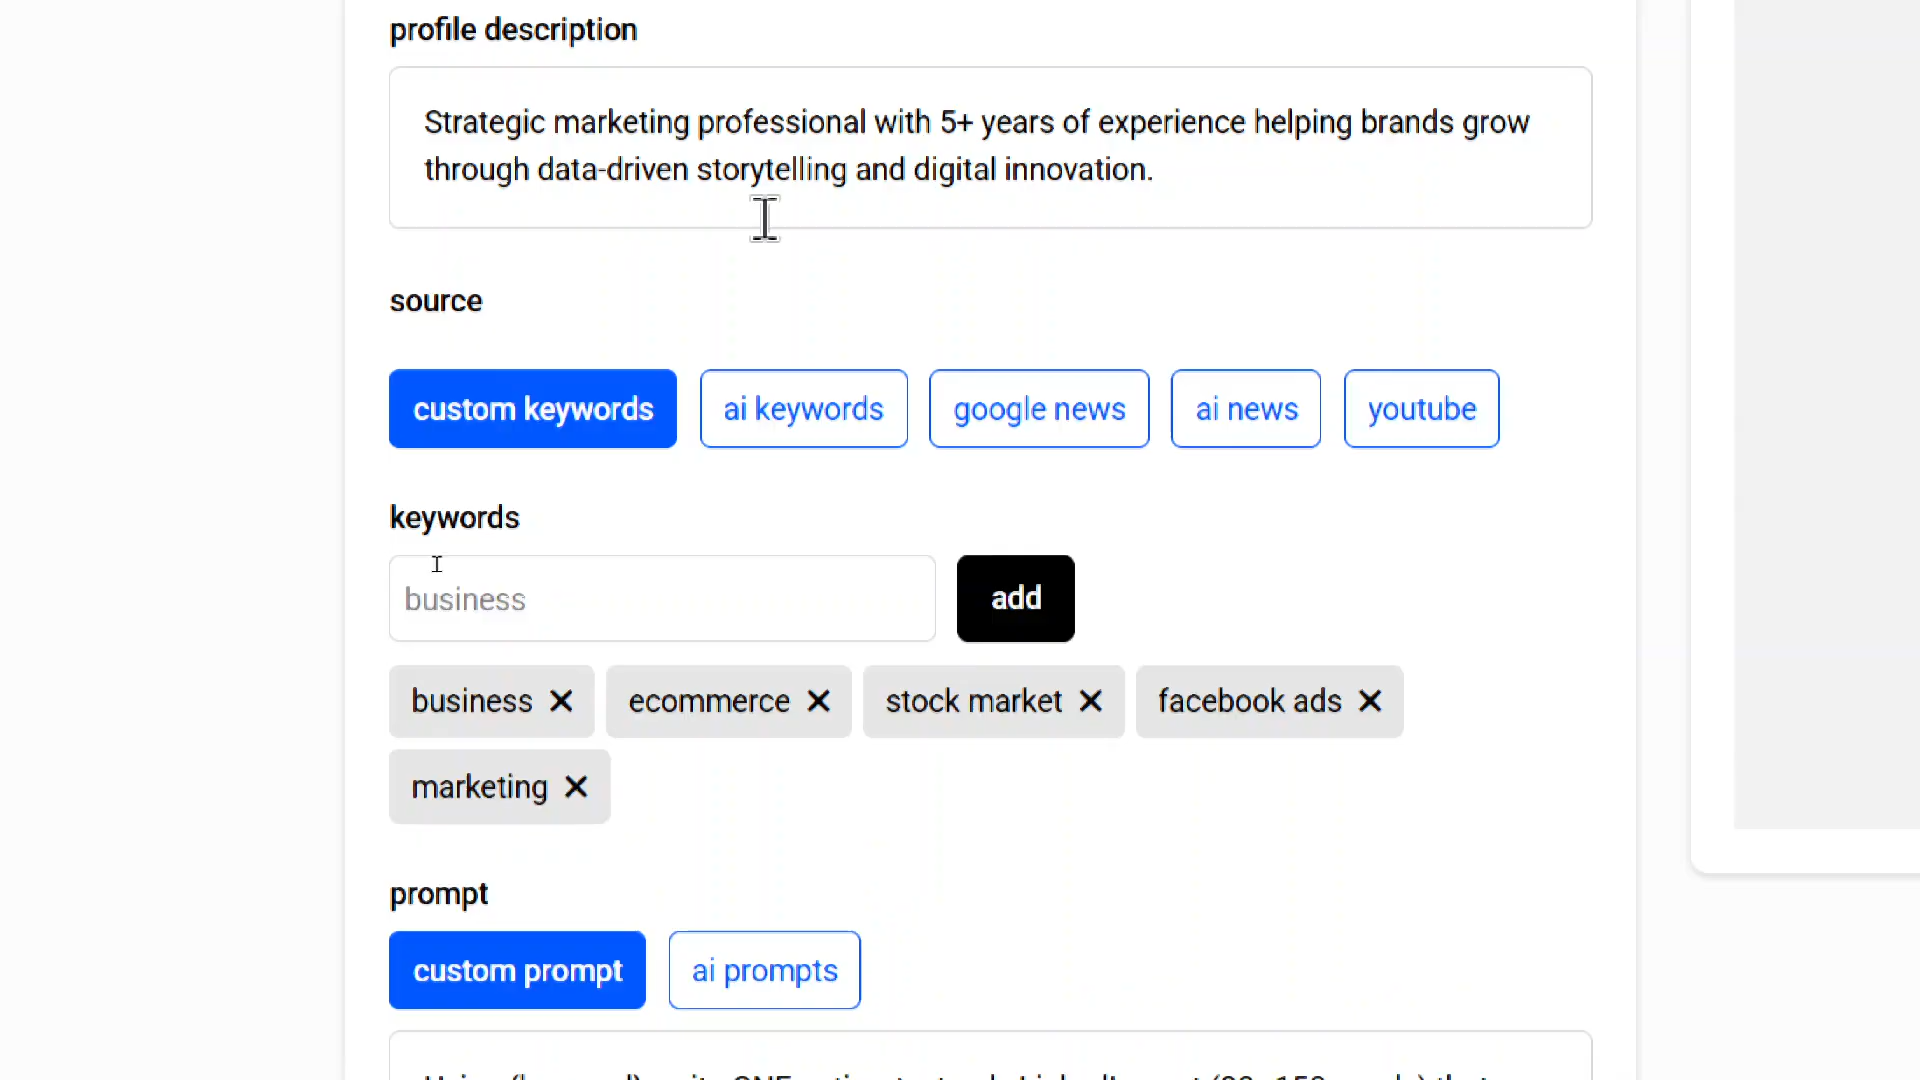 profile description
Strategic marketing professional with 5+ years of experience helping brands grow
through data-driven storytelling and digital innovation.
source
custom keywords ai keywords google news ai news youtube
keywords
business add
business ✕ ecommerce ✕ stock market ✕ facebook ads ✕
marketing ✕
prompt
custom prompt ai prompts